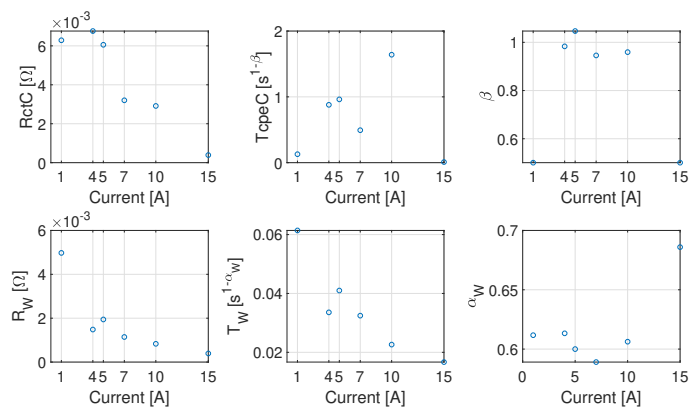 ×10⁻³
RctC [Ω]
6
4
2
0
1 4 5 7 10 15
Current [A]
TcpeC [s^{1-β}]
2
1
0
1 4 5 7 10 15
Current [A]
β
1
0.8
0.6
1 4 5 7 10 15
Current [A]
×10⁻³
R_W [Ω]
6
4
2
0
1 4 5 7 10 15
Current [A]
T_W [s^{1-α_W}]
0.06
0.04
0.02
1 4 5 7 10 15
Current [A]
α_W
0.7
0.65
0.6
0 5 10 15
Current [A]